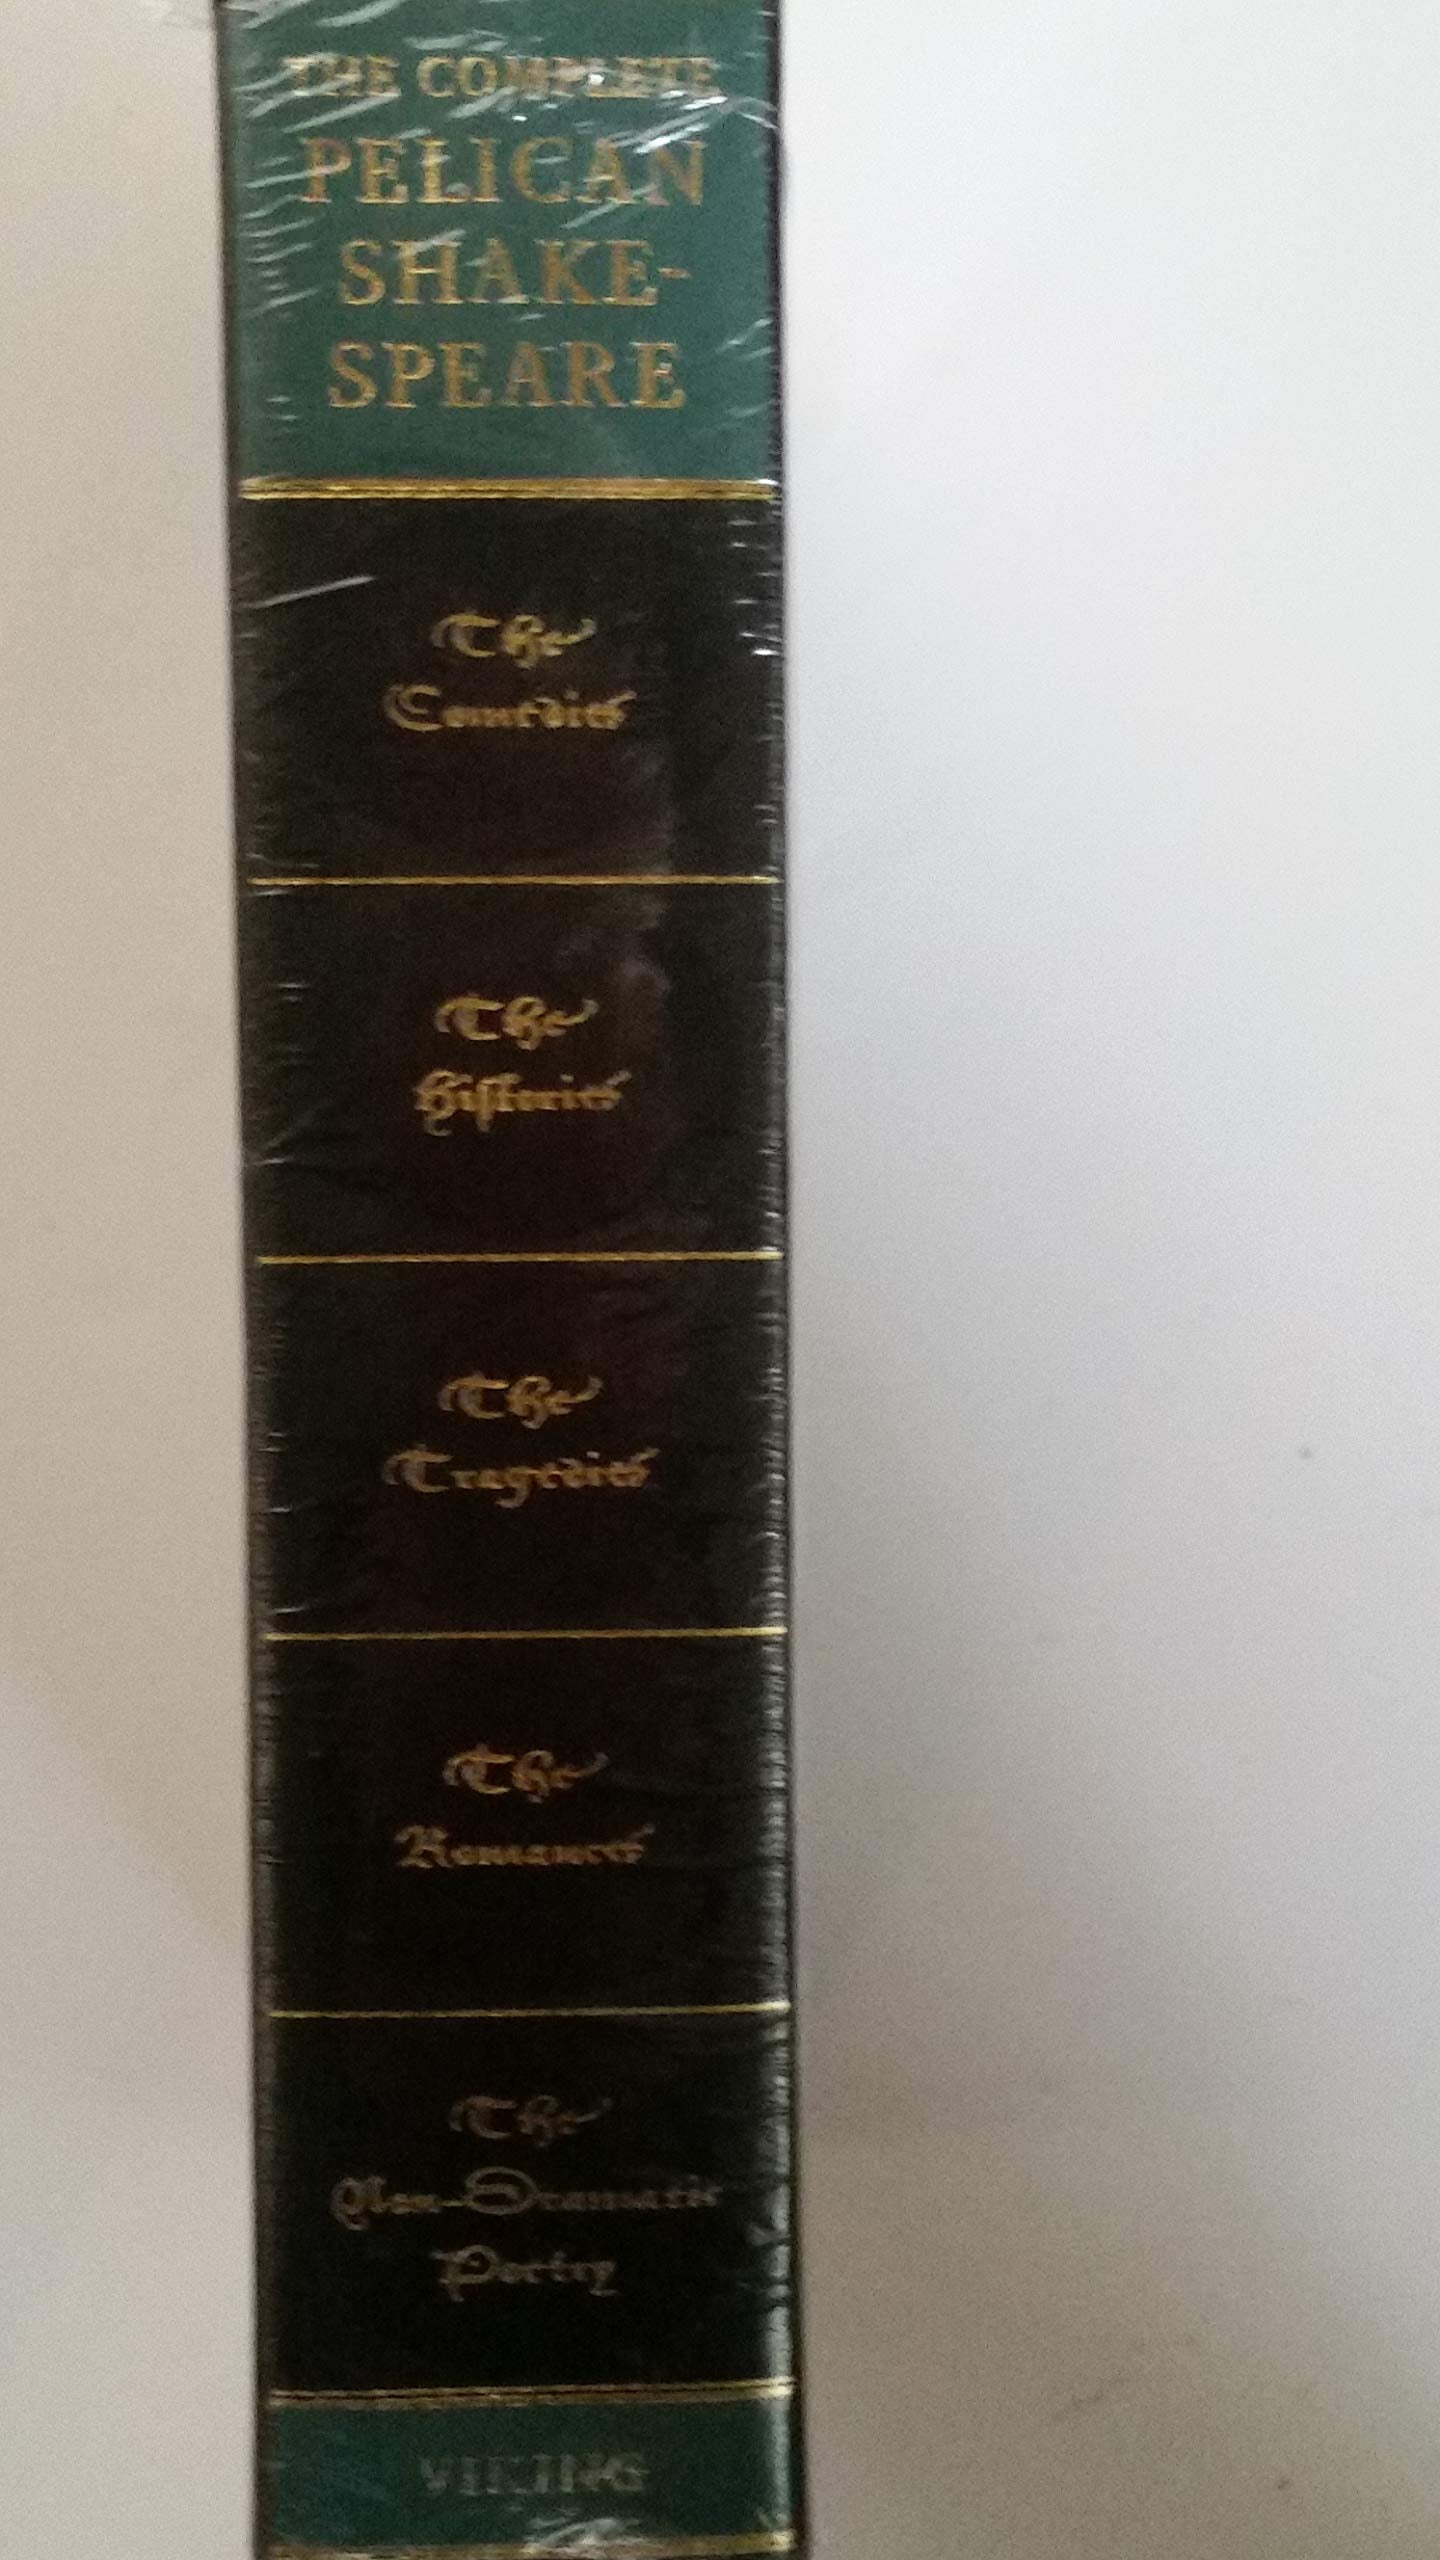 THE COMPLETE
PELICAN
SHAKE-
SPEARE
The
Comedies
The
Histories
The
Tragedies
The
Romances
The
Non-Dramatic
Poetry
VIKING